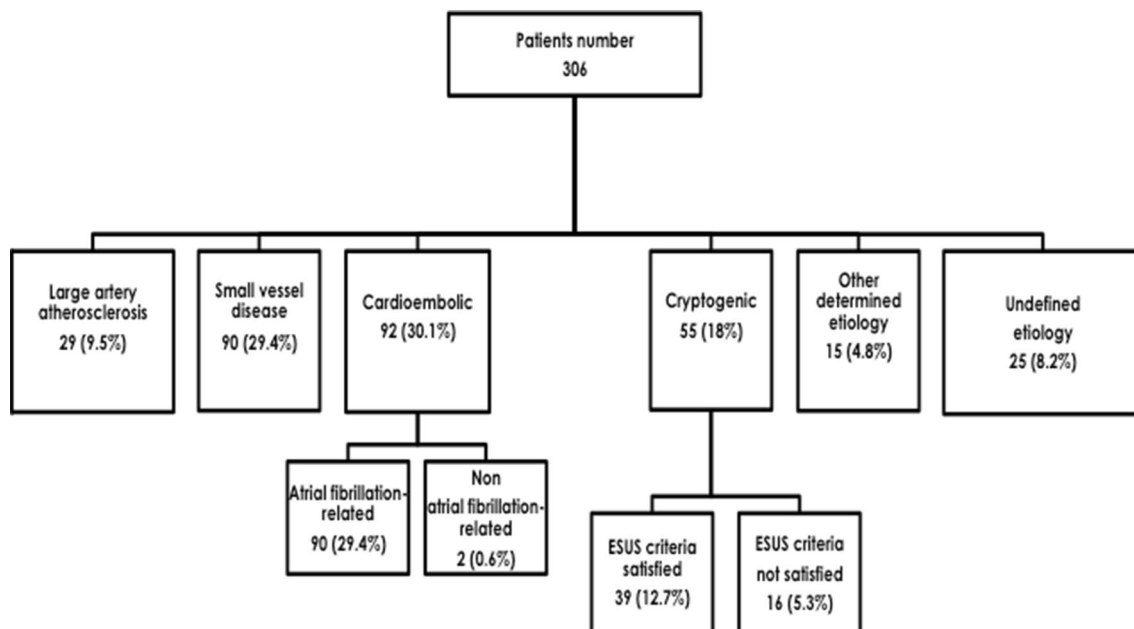 Patients number
306
Large artery
atherosclerosis
29 (9.5%)
Small vessel
disease
90 (29.4%)
Cardioembolic
92 (30.1%)
Cryptogenic
55 (18%)
Other
determined
etiology
15 (4.8%)
Undefined
etiology
25 (8.2%)
Atrial fibrillation-
related
90 (29.4%)
Non
atrial fibrillation-
related
2 (0.6%)
ESUS criteria
satisfied
39 (12.7%)
ESUS criteria
not satisfied
16 (5.3%)